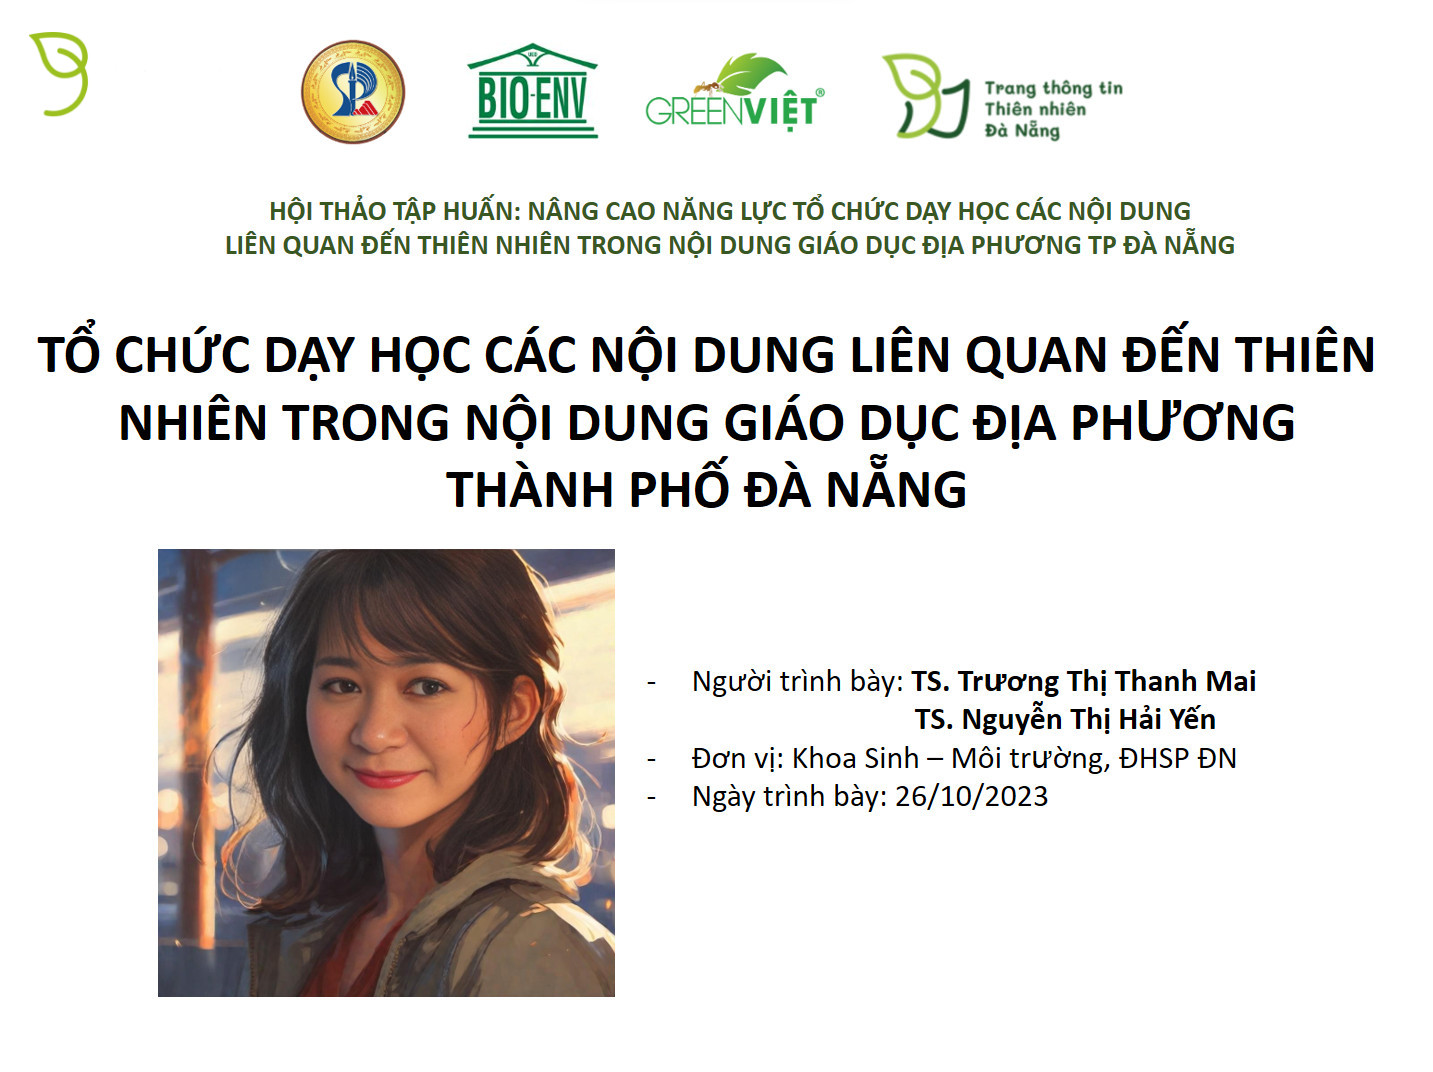 BIO-ENV
GREENVIỆT®
Trang thông tin
Thiên nhiên
Đà Nẵng
HỘI THẢO TẬP HUẤN: NÂNG CAO NĂNG LỰC TỔ CHỨC DẠY HỌC CÁC NỘI DUNG
LIÊN QUAN ĐẾN THIÊN NHIÊN TRONG NỘI DUNG GIÁO DỤC ĐỊA PHƯƠNG TP ĐÀ NẴNG
TỔ CHỨC DẠY HỌC CÁC NỘI DUNG LIÊN QUAN ĐẾN THIÊN
NHIÊN TRONG NỘI DUNG GIÁO DỤC ĐỊA PHƯƠNG
THÀNH PHỐ ĐÀ NẴNG
- Người trình bày: TS. Trương Thị Thanh Mai
TS. Nguyễn Thị Hải Yến
- Đơn vị: Khoa Sinh – Môi trường, ĐHSP ĐN
- Ngày trình bày: 26/10/2023